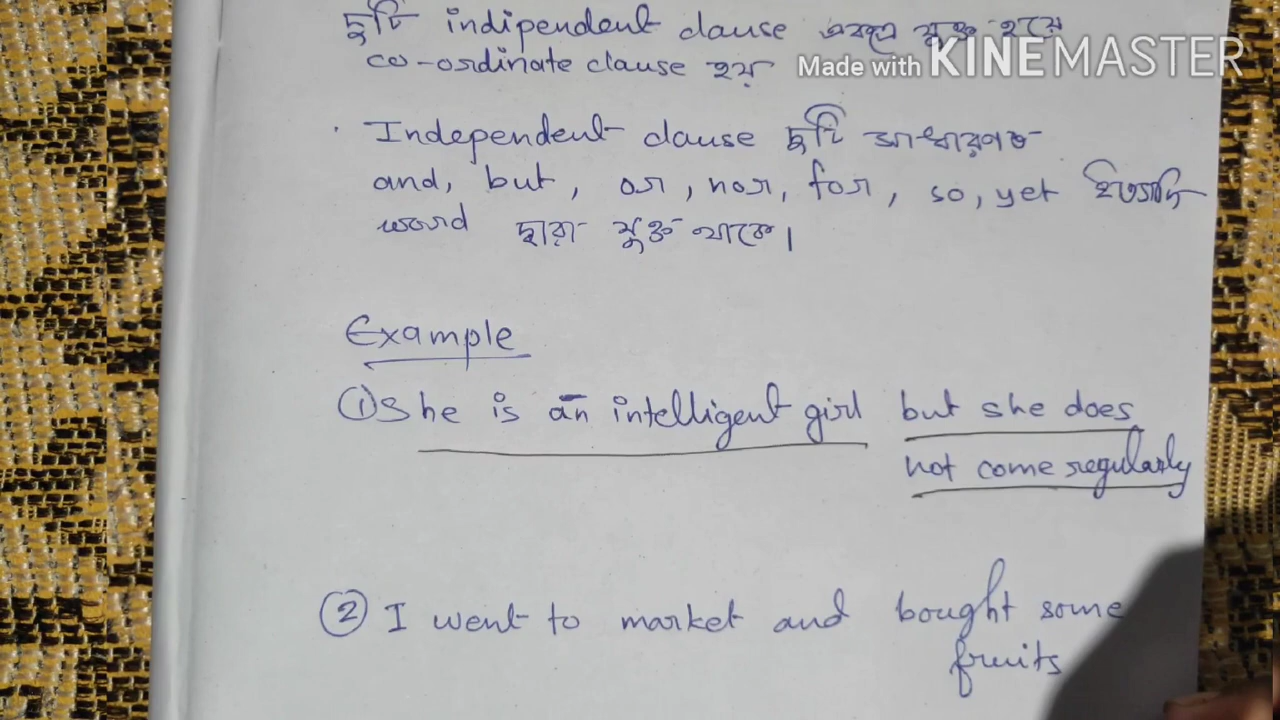 দুটি indipendent clause একত্রে যুক্ত হয়ে
co-ordinate clause হয়
Made with KINEMASTER
Independent clause দুটি সাধারণত
and, but, or, nor, for, so, yet ইত্যাদি
word দ্বারা যুক্ত থাকে।
Example
① She is an intelligent girl but she does
not come regularly
② I went to market and bought some
fruits